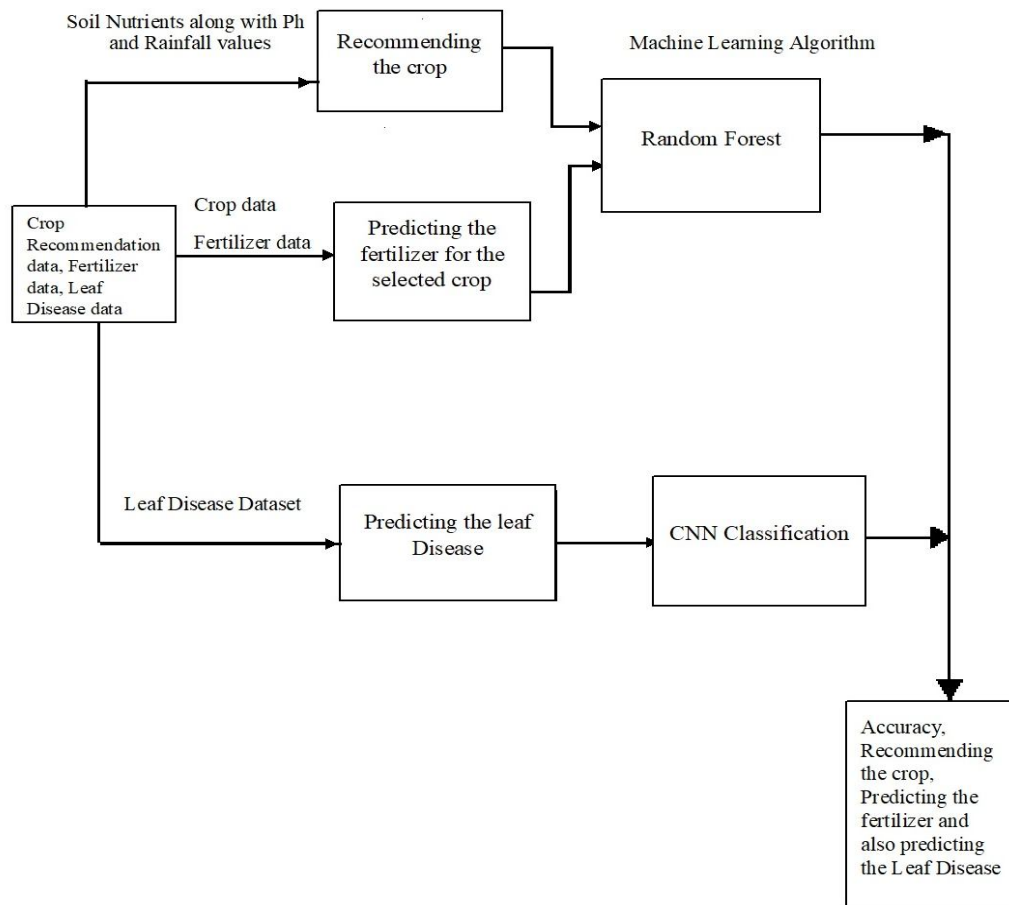 Soil Nutrients along with Ph
and Rainfall values
Recommending
the crop
Machine Learning Algorithm
Random Forest
Crop
Recommendation
data, Fertilizer
data, Leaf
Disease data
Crop data
Fertilizer data
Predicting the
fertilizer for the
selected crop
Leaf Disease Dataset
Predicting the leaf
Disease
CNN Classification
Accuracy,
Recommending
the crop,
Predicting the
fertilizer and
also predicting
the Leaf Disease